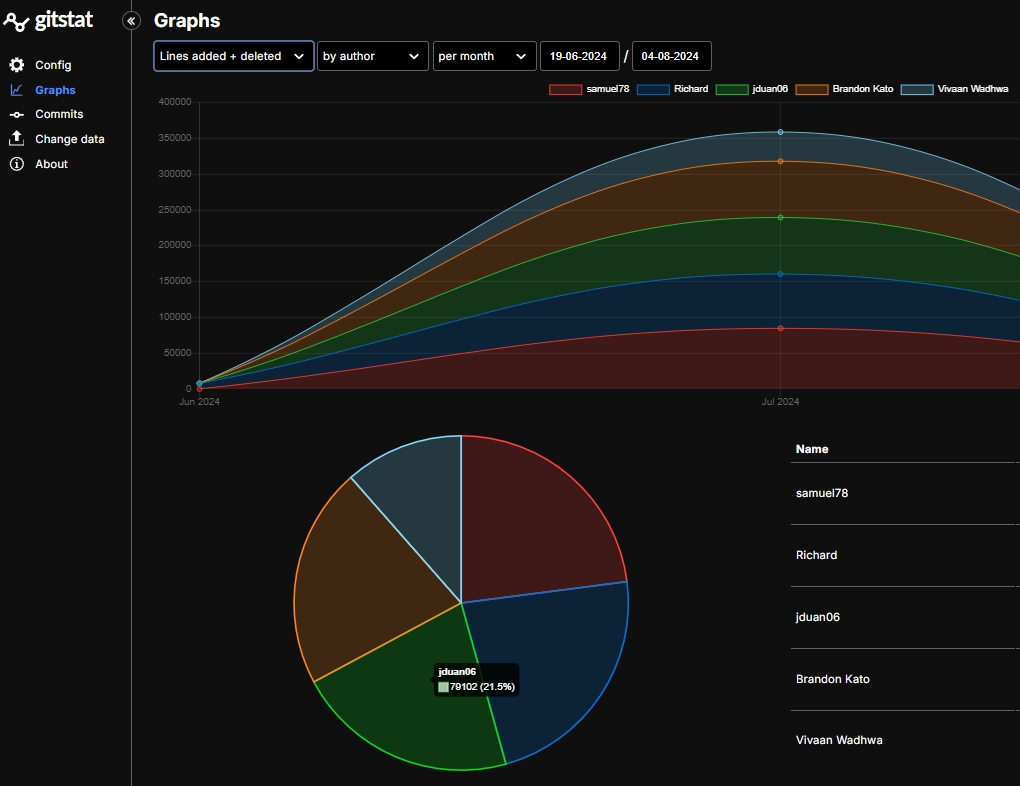 gitstat
Config
Graphs
Commits
Change data
About
Graphs
Lines added + deleted by author per month 19-06-2024 / 04-08-2024
samuel78 Richard jduan06 Brandon Kato Vivaan Wadhwa
400000
350000
300000
250000
200000
150000
100000
50000
0
Jun 2024 Jul 2024
jduan06
79102 (21.5%)
Name
samuel78
Richard
jduan06
Brandon Kato
Vivaan Wadhwa